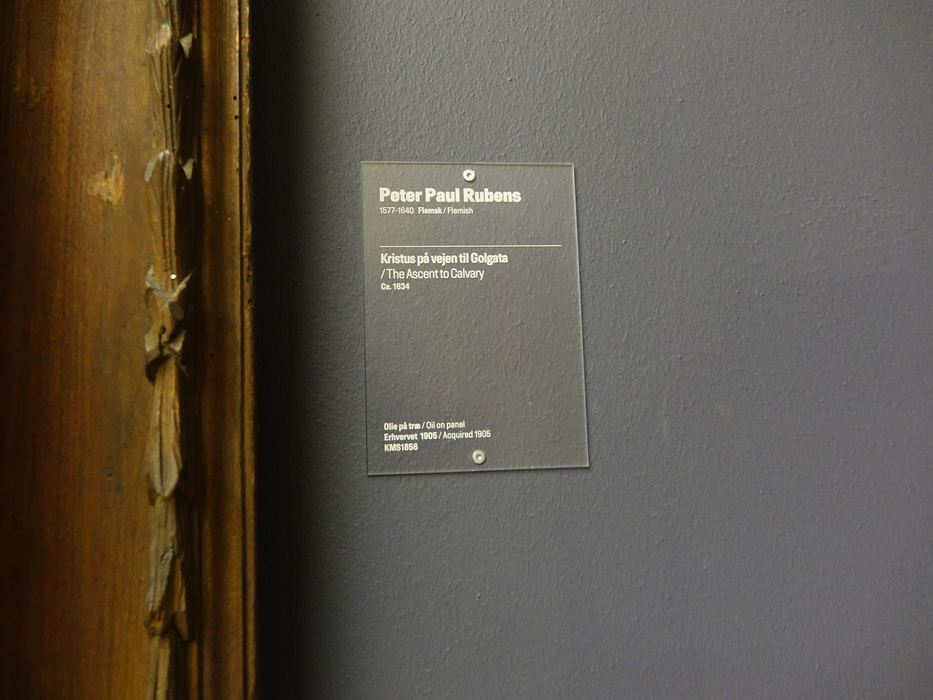 Peter Paul Rubens
1577-1640 Flamsk / Flemish
Kristus på vejen til Golgata
/ The Ascent to Calvary
Ca. 1634
Olie på træ / Oil on panel
Erhvervet 1905 / Acquired 1905
KMS1856